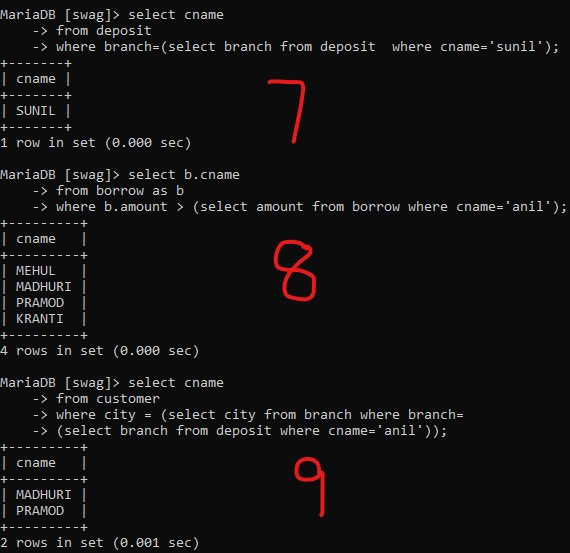 MariaDB [swag]> select cname
    -> from deposit
    -> where branch=(select branch from deposit  where cname='sunil');
+-------+
| cname |
+-------+
| SUNIL |
+-------+
1 row in set (0.000 sec)
7
MariaDB [swag]> select b.cname
    -> from borrow as b
    -> where b.amount > (select amount from borrow where cname='anil');
+---------+
| cname   |
+---------+
| MEHUL   |
| MADHURI |
| PRAMOD  |
| KRANTI  |
+---------+
4 rows in set (0.000 sec)
8
MariaDB [swag]> select cname
    -> from customer
    -> where city = (select city from branch where branch=
    -> (select branch from deposit where cname='anil'));
+---------+
| cname   |
+---------+
| MADHURI |
| PRAMOD  |
+---------+
2 rows in set (0.001 sec)
9